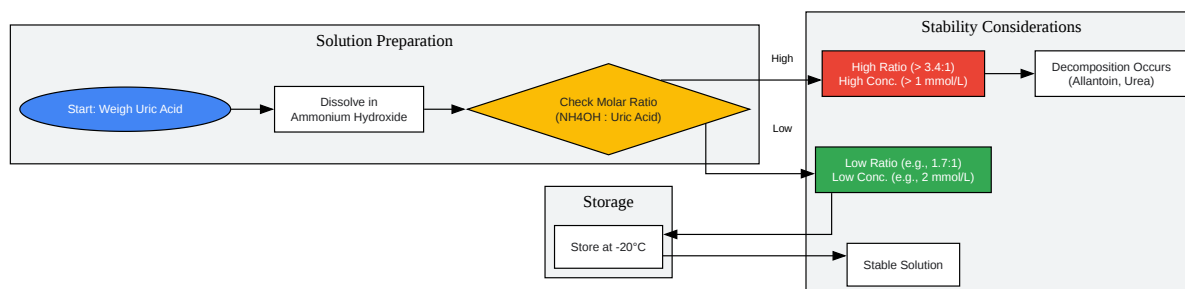 Solution Preparation
Start: Weigh Uric Acid
Dissolve in
Ammonium Hydroxide
Check Molar Ratio
(NH4OH : Uric Acid)
High
Low
Stability Considerations
High Ratio (> 3.4:1)
High Conc. (> 1 mmol/L)
Decomposition Occurs
(Allantoin, Urea)
Low Ratio (e.g., 1.7:1)
Low Conc. (e.g., 2 mmol/L)
Storage
Store at -20°C
Stable Solution